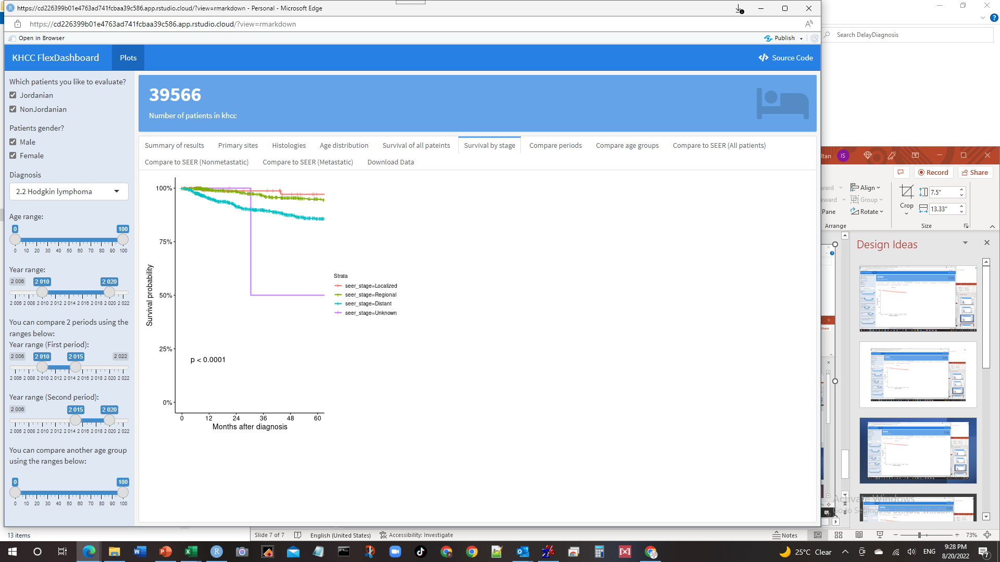 https://cd226399b01e4763ad741fcbaa39c586.app.rstudio.cloud/?view=rmarkdown - Personal - Microsoft Edge
https://cd226399b01e4763ad741fcbaa39c586.app.rstudio.cloud/?view=rmarkdown
Open in Browser
Publish
Search DelayDiagnosis
KHCC FlexDashboard
Plots
Source Code
Which patients you like to evaluate?
Jordanian
NonJordanian
Patients gender?
Male
Female
Diagnosis
2.2 Hodgkin lymphoma
Age range:
0 100
0 10 20 30 40 50 60 70 80 90 100
Year range:
2 006 2 010 2 020
2 006 2 008 2 010 2 012 2 014 2 016 2 018 2 020 2 022
You can compare 2 periods using the
ranges below:
Year range (First period):
2 006 2 010 2 015 2 022
2 006 2 008 2 010 2 012 2 014 2 016 2 018 2 020 2 022
Year range (Second period):
2 006 2 015 2 020
2 006 2 008 2 010 2 012 2 014 2 016 2 018 2 020 2 022
You can compare another age group
using the ranges below:
0 100
0 10 20 30 40 50 60 70 80 90 100
39566
Number of patients in khcc
Summary of results Primary sites Histologies Age distribution Survival of all pateints Survival by stage Compare periods Compare age groups Compare to SEER (All patients)
Compare to SEER (Nonmetastatic) Compare to SEER (Metastatic) Download Data
100%
75%
50%
25%
0%
Survival probability
p < 0.0001
0 12 24 36 48 60
Months after diagnosis
Strata
seer_stage=Localized
seer_stage=Regional
seer_stage=Distant
seer_stage=Unknown
ltan IS
Record Share
ward Align
kward Group
Pane Rotate
Crop
7.5"
13.33"
Arrange Size
Design Ideas
Share
Activate Windows
Go to Settings to activate Windows.
13 items
Slide 7 of 7 English (United States) Accessibility: Investigate Notes 73%
25°C Clear
ENG
9:28 PM
8/20/2022
7